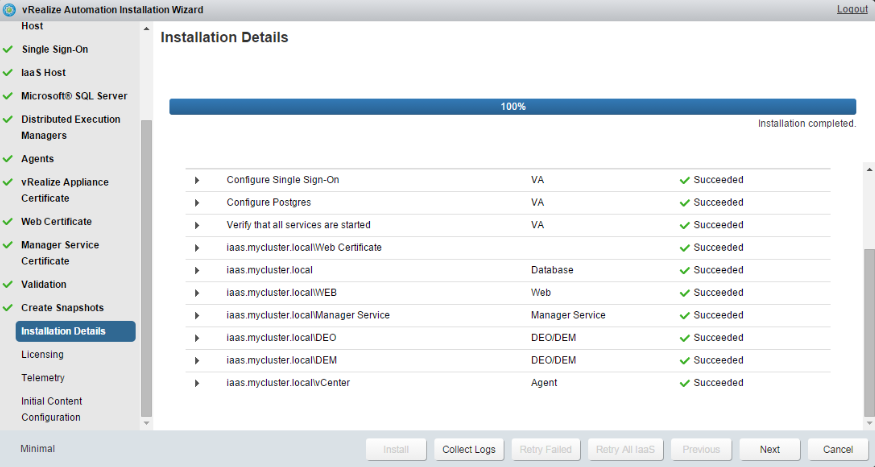 vRealize Automation Installation Wizard
Logout
Host
Single Sign-On
IaaS Host
Microsoft® SQL Server
Distributed Execution
Managers
Agents
vRealize Appliance
Certificate
Web Certificate
Manager Service
Certificate
Validation
Create Snapshots
Installation Details
Licensing
Telemetry
Initial Content
Configuration
Installation Details
100%
Installation completed.
Configure Single Sign-On VA Succeeded
Configure Postgres VA Succeeded
Verify that all services are started VA Succeeded
iaas.mycluster.local\Web Certificate Succeeded
iaas.mycluster.local Database Succeeded
iaas.mycluster.local\WEB Web Succeeded
iaas.mycluster.local\Manager Service Manager Service Succeeded
iaas.mycluster.local\DEO DEO/DEM Succeeded
iaas.mycluster.local\DEM DEO/DEM Succeeded
iaas.mycluster.local\vCenter Agent Succeeded
Minimal Install Collect Logs Retry Failed Retry All IaaS Previous Next Cancel